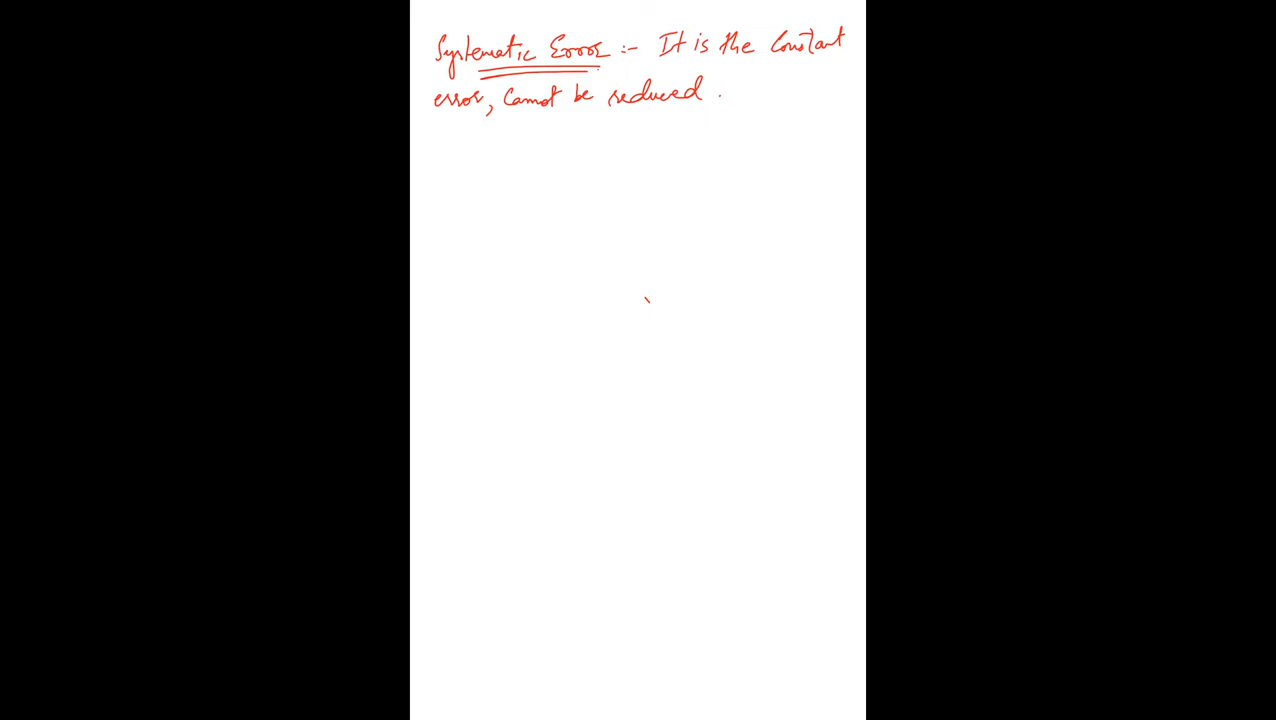 Systematic Error :- It is the Constant
error, Cannot be reduced .